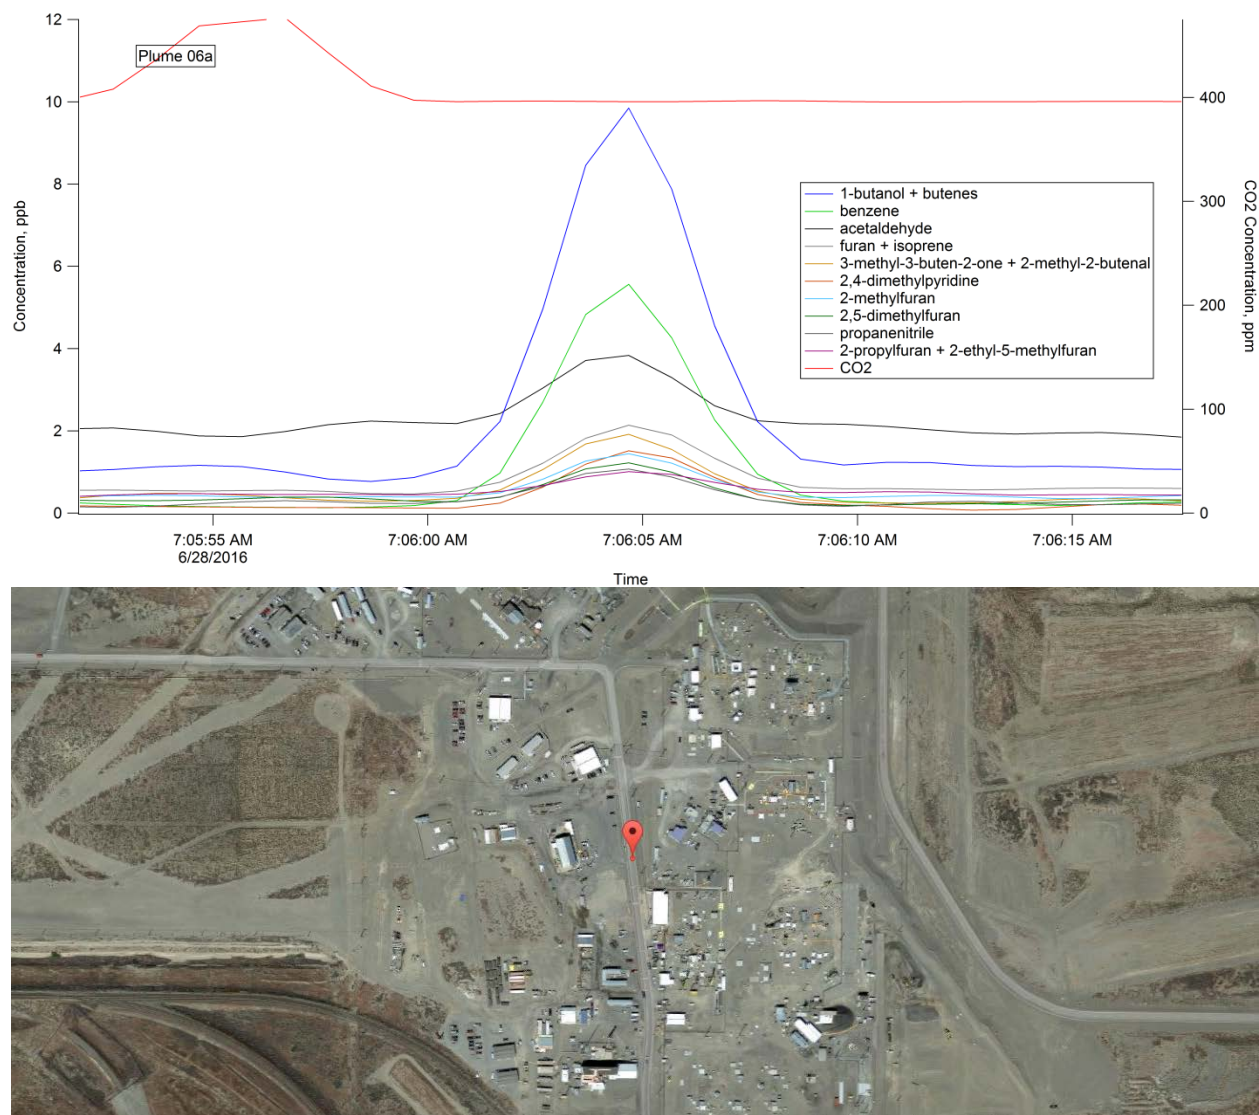 12
10
8
6
4
2
0
Concentration, ppb
Plume 06a
400
300
200
100
0
CO2 Concentration, ppm
1-butanol + butenes
benzene
acetaldehyde
furan + isoprene
3-methyl-3-buten-2-one + 2-methyl-2-butenal
2,4-dimethylpyridine
2-methylfuran
2,5-dimethylfuran
propanenitrile
2-propylfuran + 2-ethyl-5-methylfuran
CO2
7:05:55 AM 7:06:00 AM 7:06:05 AM 7:06:10 AM 7:06:15 AM
6/28/2016
Time